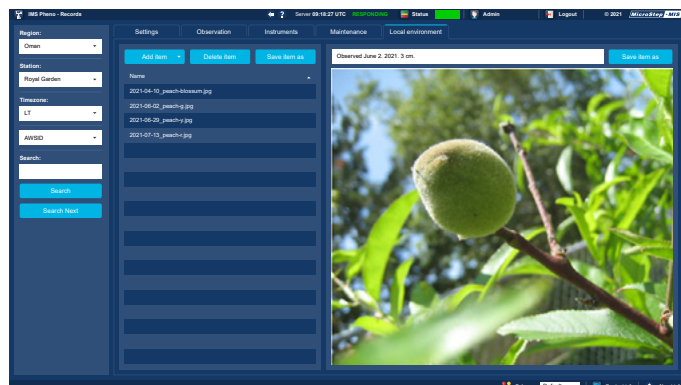 IMS Pheno - Records
Server 09:18:27 UTC RESPONDING Status Admin Logout © 2021 MicroStep-MIS
Region:
Oman
Station:
Royal Garden
Timezone:
LT
AWSID
Search:
Search
Search Next
Settings Observation Instruments Maintenance Local environment
Add item Delete item Save item as
Name
2021-04-10_peach-blossum.jpg
2021-06-02_peach-g.jpg
2021-06-29_peach-y.jpg
2021-07-13_peach-r.jpg
Observed June 2. 2021. 3 cm.
Save item as